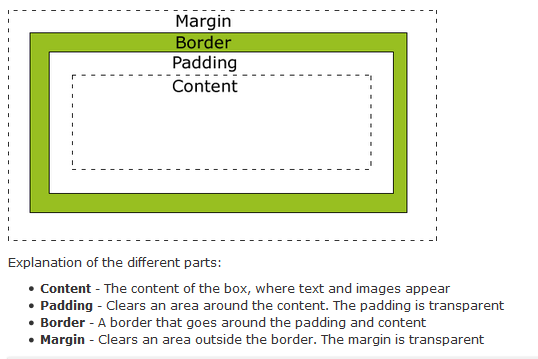 Margin
Border
Padding
Content
Explanation of the different parts:
• Content - The content of the box, where text and images appear
• Padding - Clears an area around the content. The padding is transparent
• Border - A border that goes around the padding and content
• Margin - Clears an area outside the border. The margin is transparent